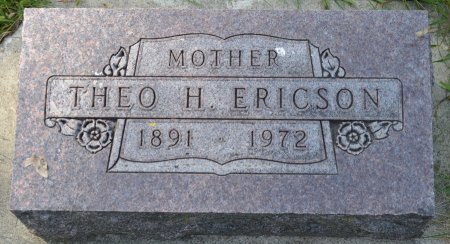 MOTHER
THEO H. ERICSON
1891 - 1972